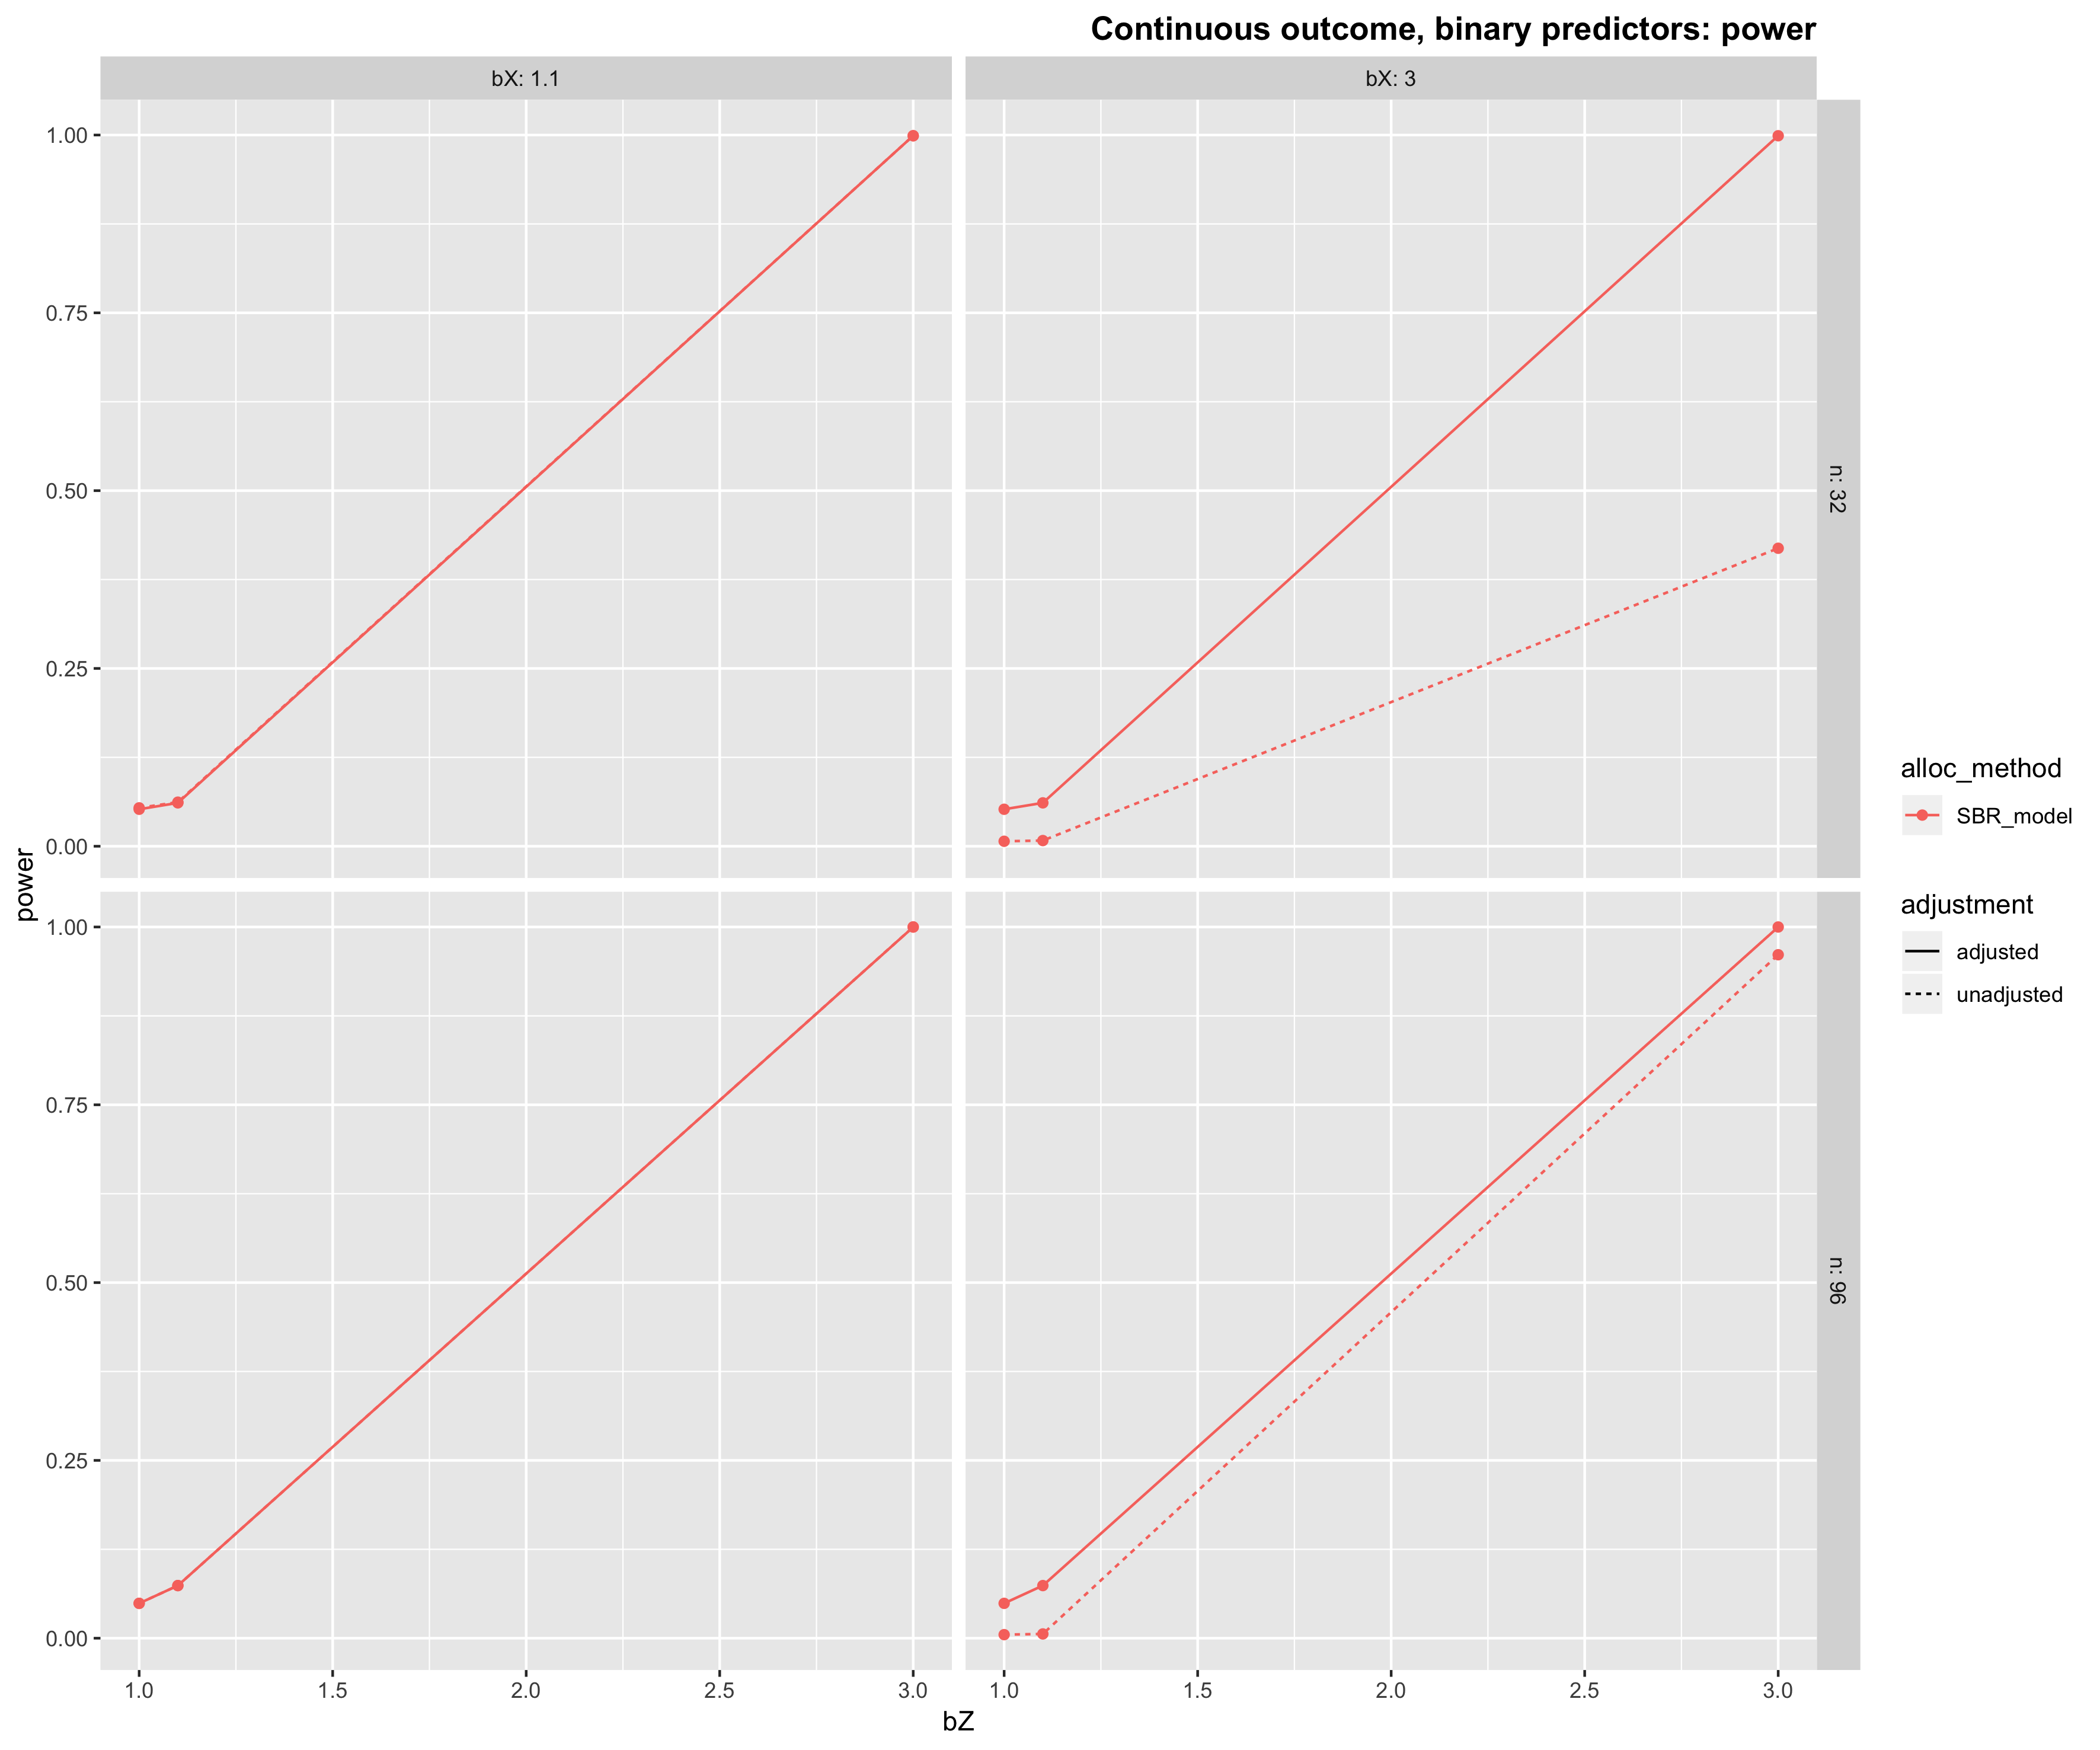 Continuous outcome, binary predictors: power
bX: 1.1
bX: 3
1.00
0.75
0.50
0.25
0.00
n: 32
power
1.00
0.75
0.50
0.25
0.00
n: 96
1.0 1.5 2.0 2.5 3.0
1.0 1.5 2.0 2.5 3.0
bZ
alloc_method
SBR_model
adjustment
adjusted
unadjusted